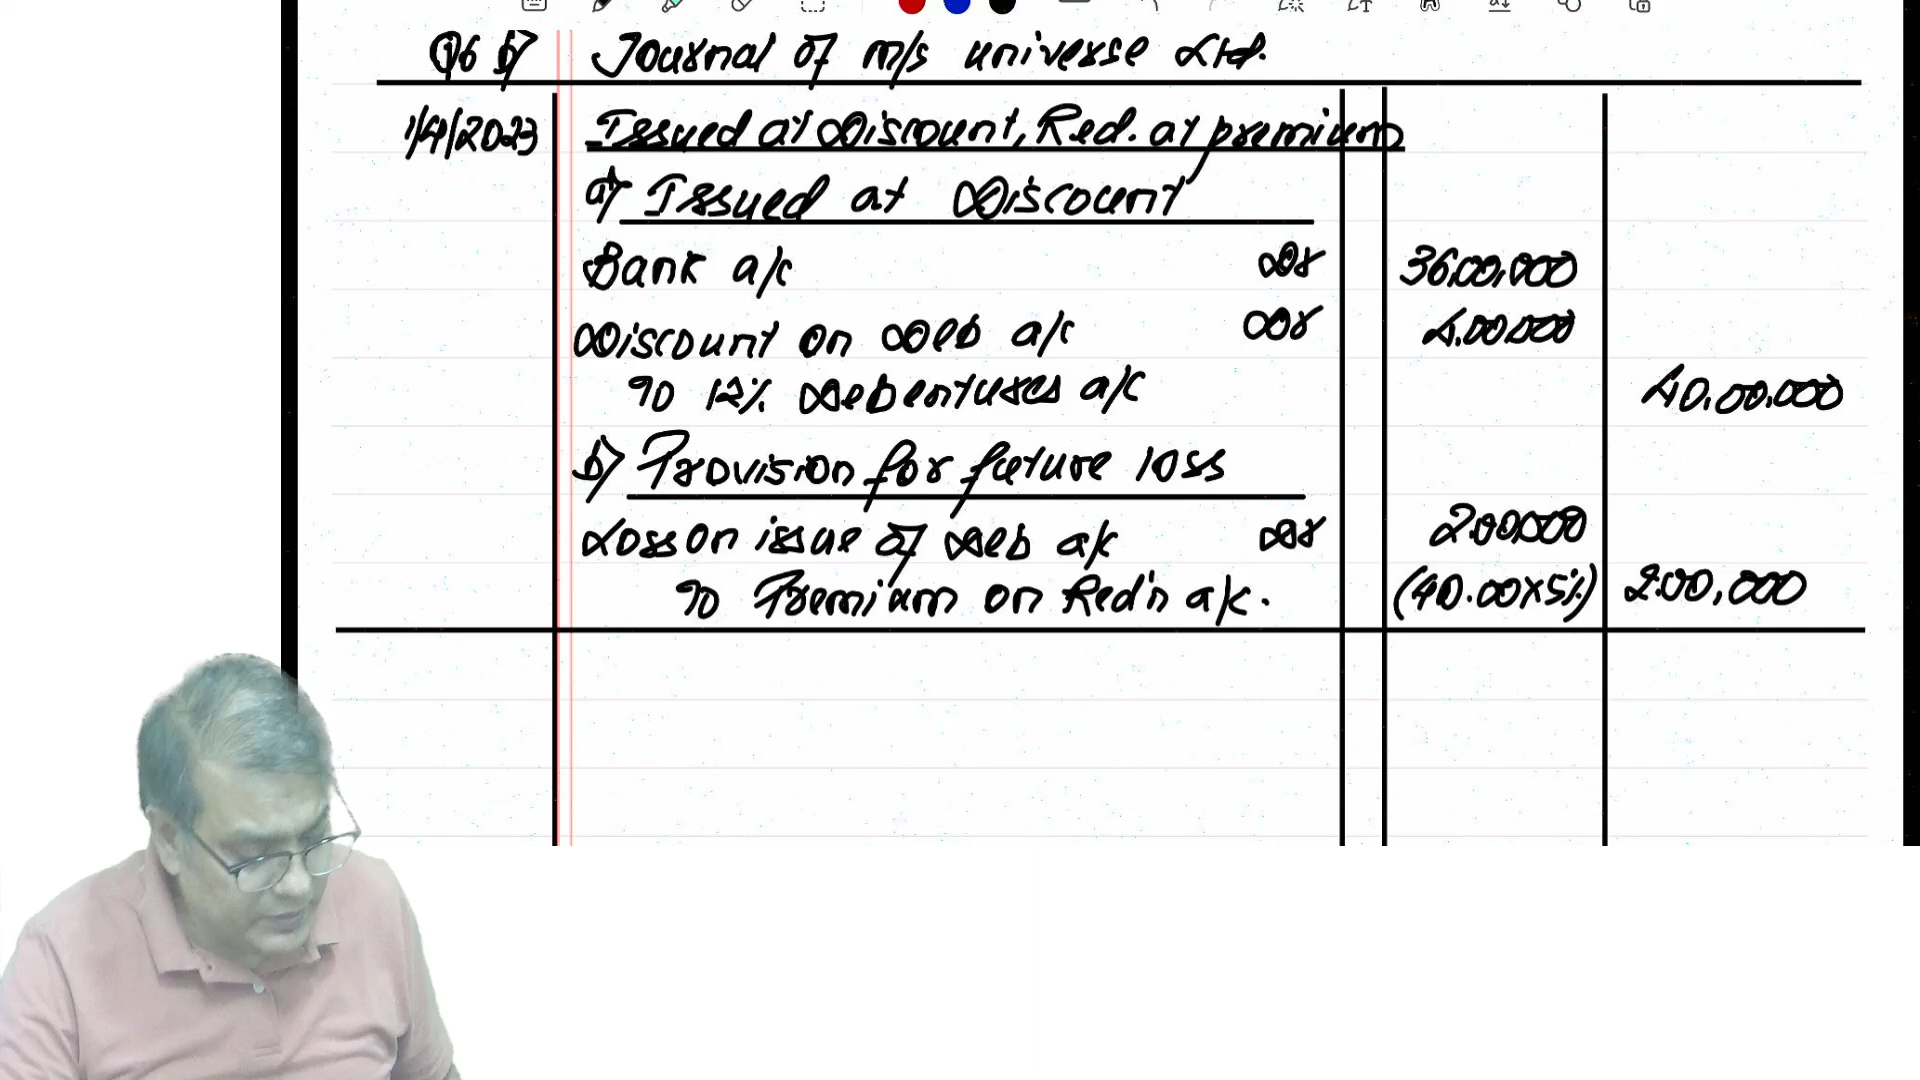 Q6 b) Journal of m/s universe Ltd.
1/4/2023 Issued at Discount, Red. at premium
a) Issued at Discount
Bank a/c Dr 36,00,000
Discount on Deb a/c Dr 4,00,000
To 12% Debentures a/c 40,00,000
b) Provision for future loss
Loss on issue of Deb a/c Dr 2,00,000
To Premium on Red'n a/c. (40.00x5%) 2,00,000